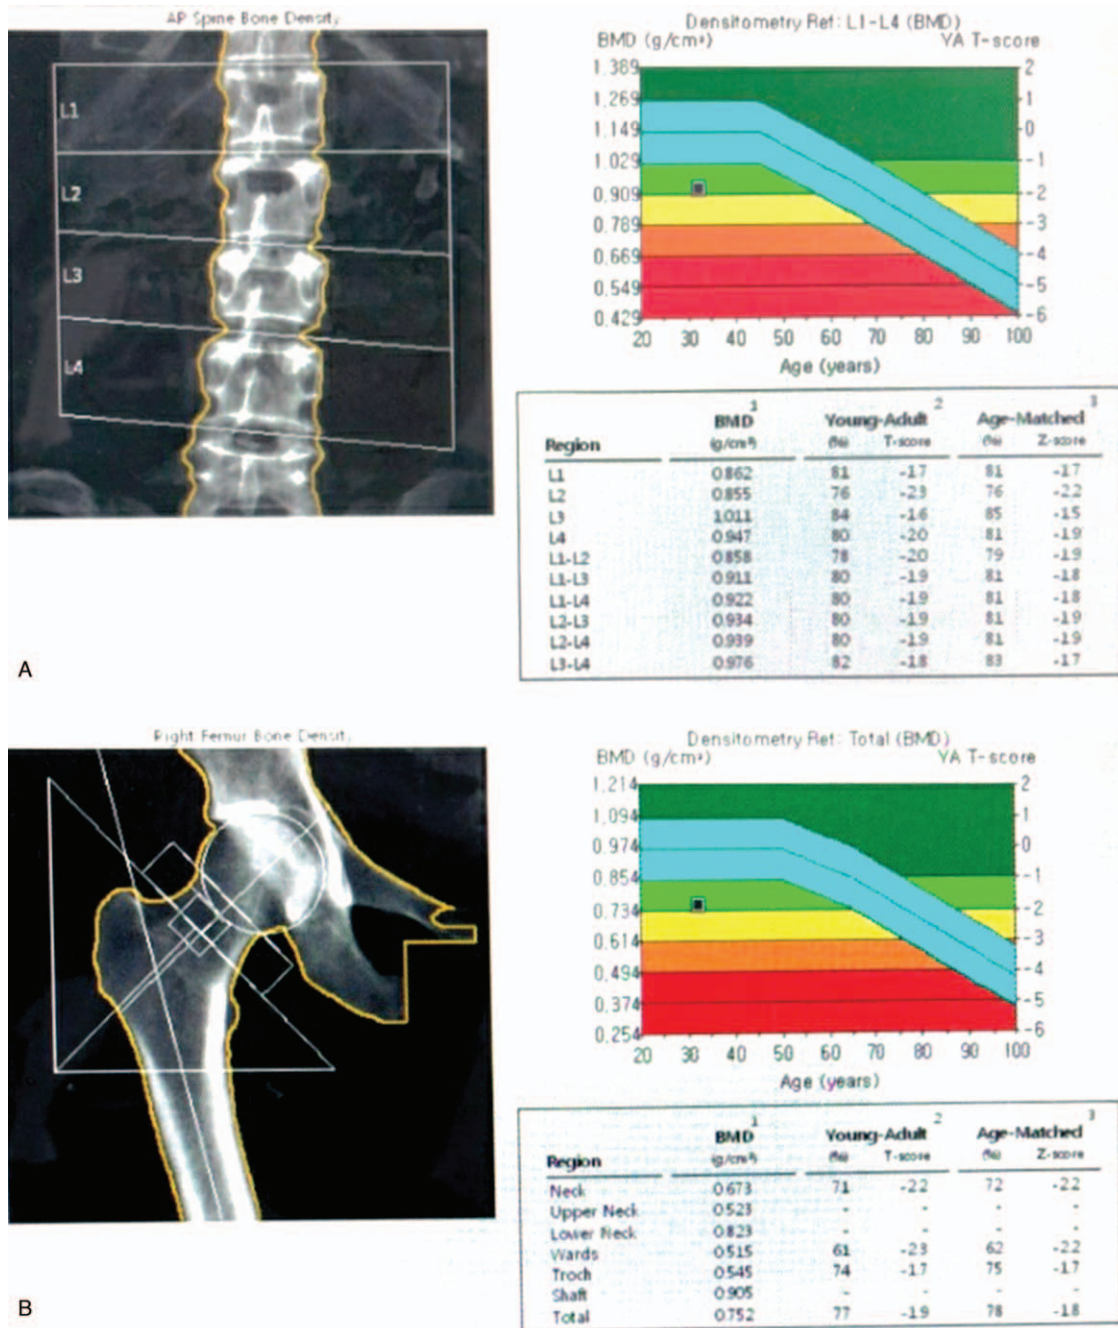 AP Spine Bone Density
L1
L2
L3
L4
Densitometry Ref: L1-L4 (BMD)
BMD (g/cm²) YA T-score
1.389 2
1.269 1
1.149 0
1.029 -1
0.909 -2
0.789 -3
0.669 -4
0.549 -5
0.429 -6
20 30 40 50 60 70 80 90 100
Age (years)
1 2 3
BMD Young-Adult Age-Matched
Region (g/cm²) (%) T-score (%) Z-score
L1 0.862 81 -1.7 81 -1.7
L2 0.855 76 -2.3 76 -2.2
L3 1.011 84 -1.6 85 -1.5
L4 0.947 80 -2.0 81 -1.9
L1-L2 0.858 78 -2.0 79 -1.9
L1-L3 0.911 80 -1.9 81 -1.8
L1-L4 0.922 80 -1.9 81 -1.8
L2-L3 0.934 80 -1.9 81 -1.9
L2-L4 0.939 80 -1.9 81 -1.9
L3-L4 0.976 82 -1.8 83 -1.7
A
Right Femur Bone Density
Densitometry Ref: Total (BMD)
BMD (g/cm²) YA T-score
1.214 2
1.094 1
0.974 0
0.854 -1
0.734 -2
0.614 -3
0.494 -4
0.374 -5
0.254 -6
20 30 40 50 60 70 80 90 100
Age (years)
1 2 3
BMD Young-Adult Age-Matched
Region (g/cm²) (%) T-score (%) Z-score
Neck 0.673 71 -2.2 72 -2.2
Upper Neck 0.523 - - - -
Lower Neck 0.823 - - - -
Wards 0.515 61 -2.3 62 -2.2
Troch 0.545 74 -1.7 75 -1.7
Shaft 0.905 - - - -
Total 0.752 77 -1.9 78 -1.8
B